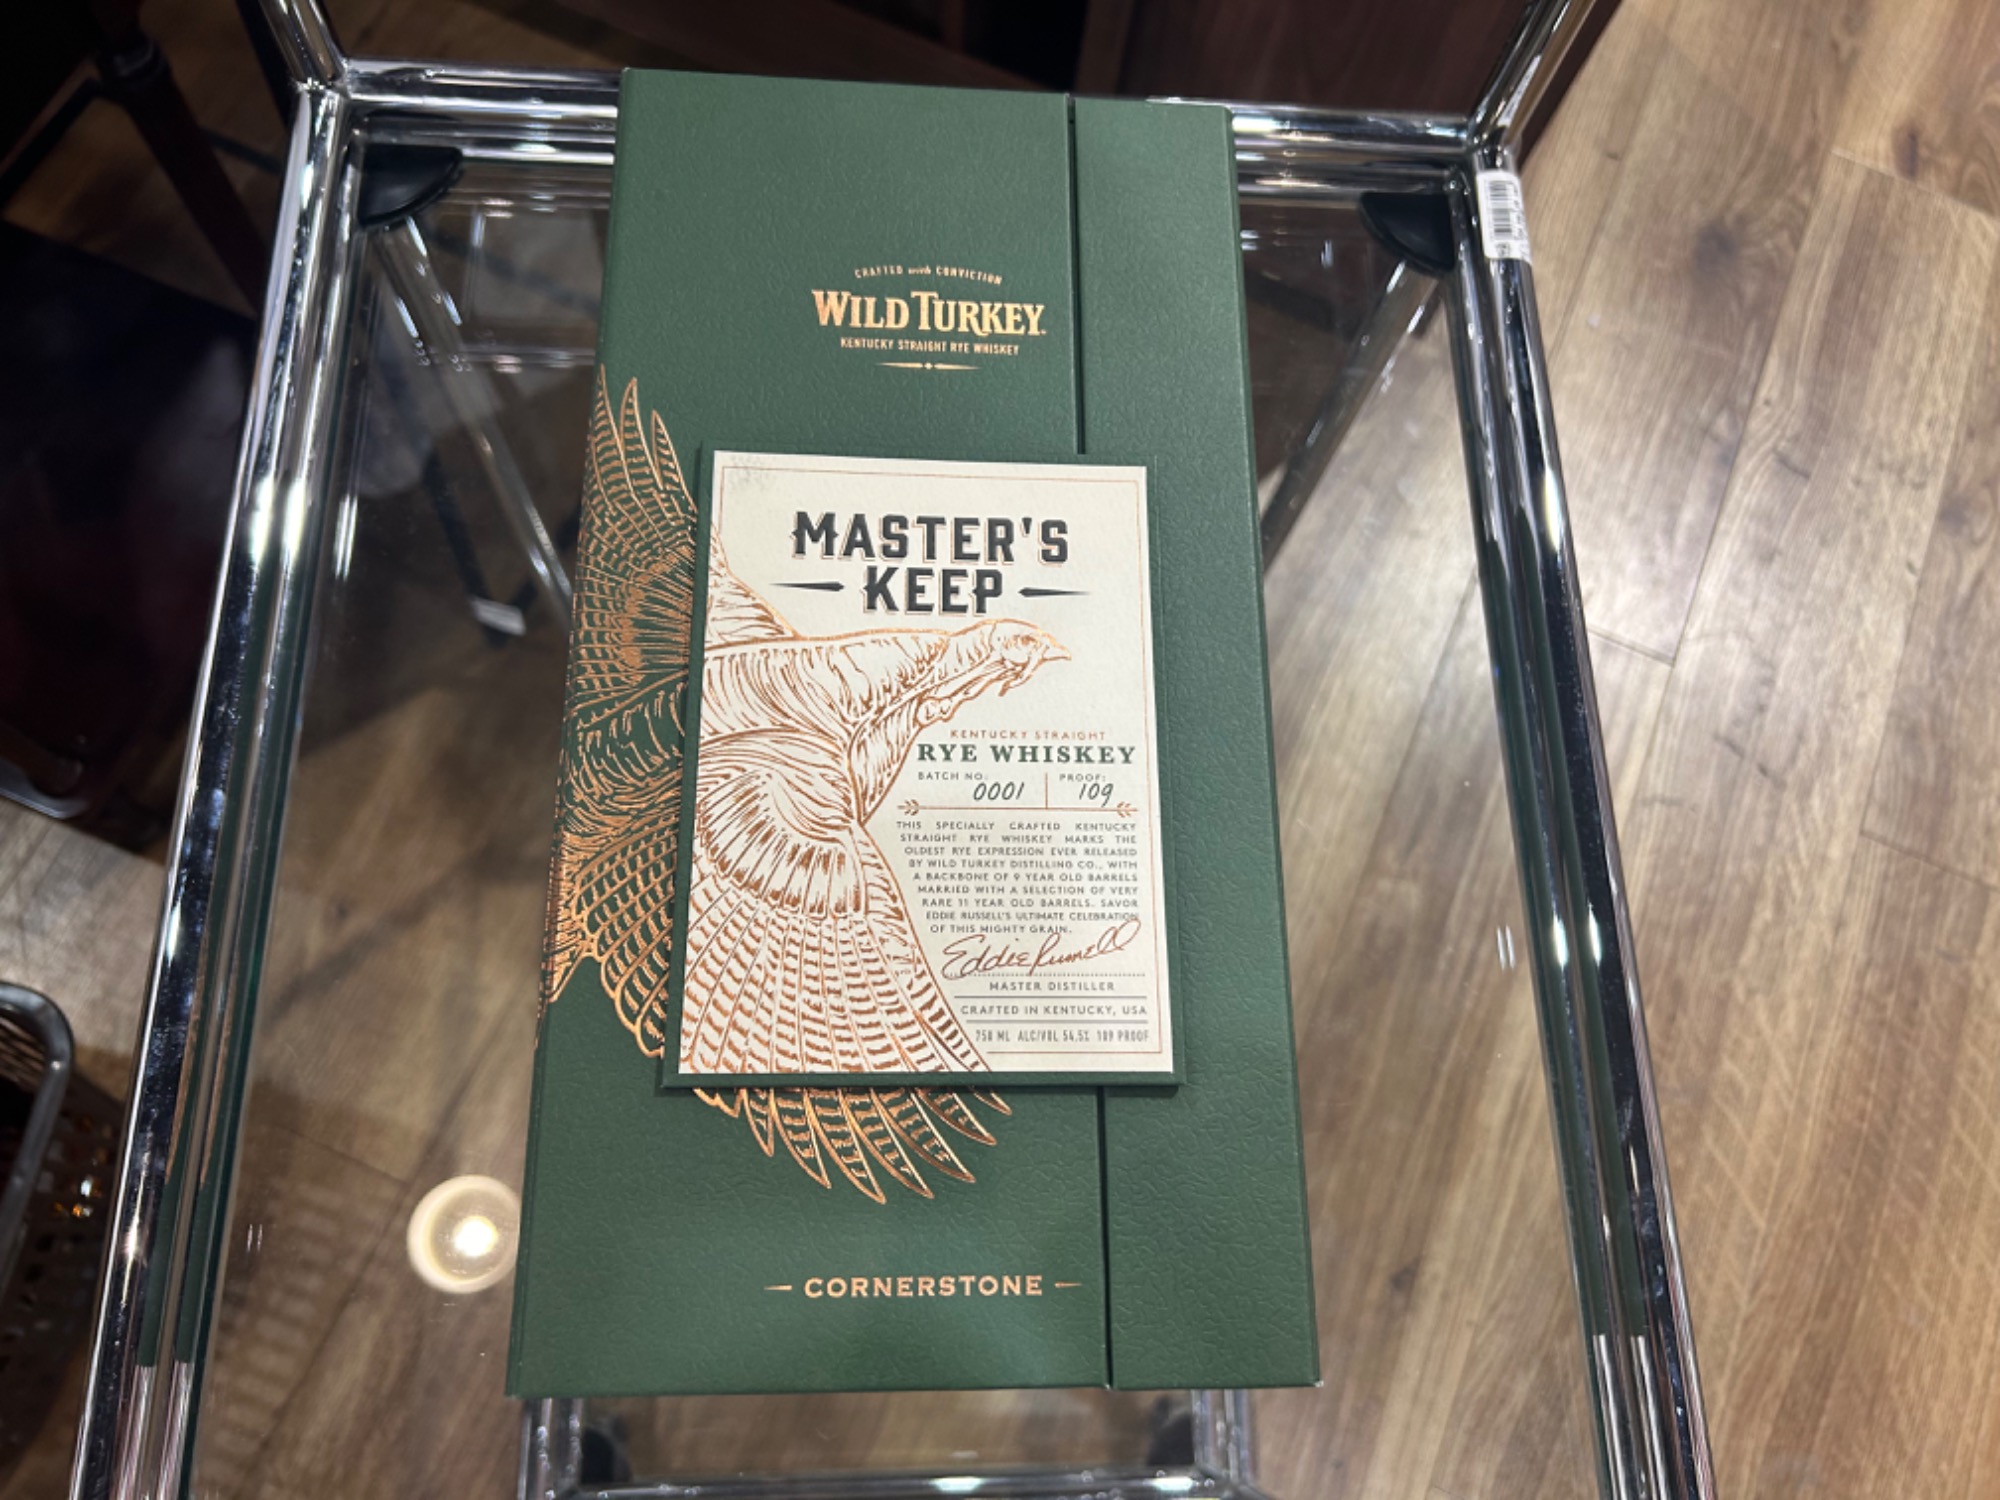 CRAFTED with CONVICTION
WILD TURKEY
KENTUCKY STRAIGHT RYE WHISKEY
MASTER'S
KEEP
KENTUCKY STRAIGHT
RYE WHISKEY
BATCH NO: PROOF:
0001 109
THIS SPECIALLY CRAFTED KENTUCKY
STRAIGHT RYE WHISKEY MARKS THE
OLDEST RYE EXPRESSION EVER RELEASED
BY WILD TURKEY DISTILLING CO., WITH
A BACKBONE OF 9 YEAR OLD BARRELS
MARRIED WITH A SELECTION OF VERY
RARE 11 YEAR OLD BARRELS. SAVOR
EDDIE RUSSELL'S ULTIMATE CELEBRATION
OF THIS MIGHTY GRAIN.
Eddie Russell
MASTER DISTILLER
CRAFTED IN KENTUCKY, USA
750 ML ALC/VOL 54.5% 109 PROOF
CORNERSTONE